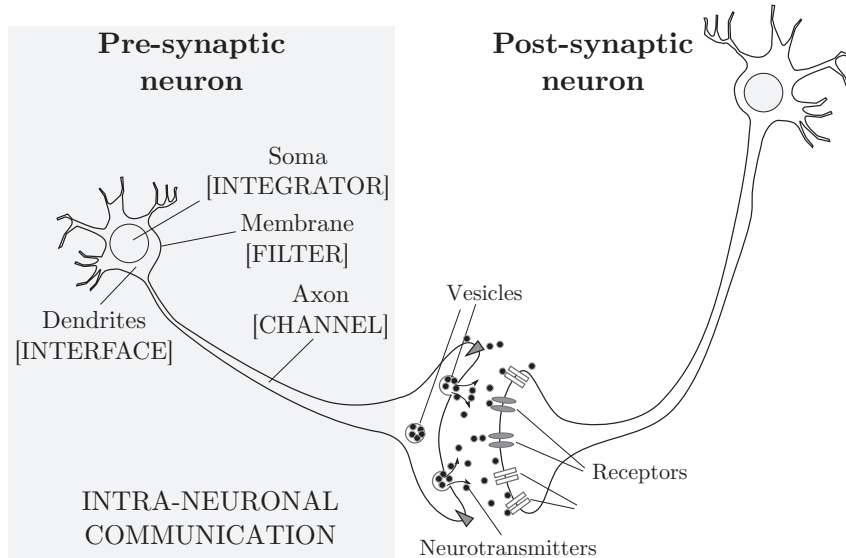 Pre-synaptic
neuron
Post-synaptic
neuron
Soma
[INTEGRATOR]
Membrane
[FILTER]
Axon
[CHANNEL]
Dendrites
[INTERFACE]
Vesicles
Receptors
Neurotransmitters
INTRA-NEURONAL
COMMUNICATION